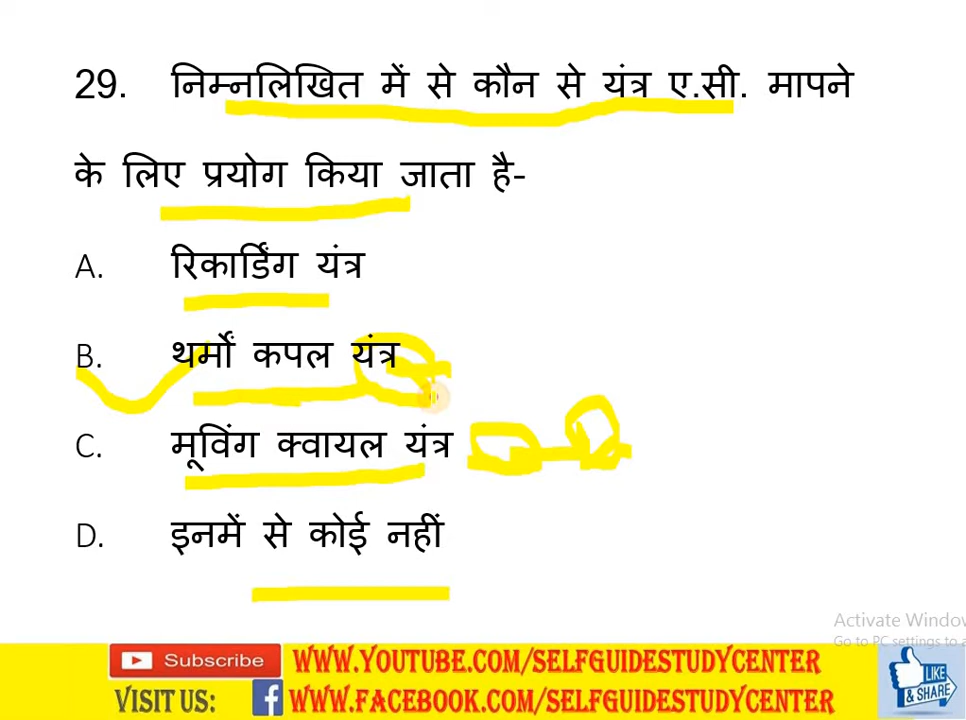 29. निम्नलिखित में से कौन से यंत्र ए.सी. मापने
के लिए प्रयोग किया जाता है-
A. रिकार्डिंग यंत्र
B. थर्मों कपल यंत्र
C. मूविंग क्वायल यंत्र
D. इनमें से कोई नहीं
Activate Window
Go to PC settings to a
Subscribe WWW.YOUTUBE.COM/SELFGUIDESTUDYCENTER
VISIT US: f WWW.FACEBOOK.COM/SELFGUIDESTUDYCENTER
LIKE
& SHARE